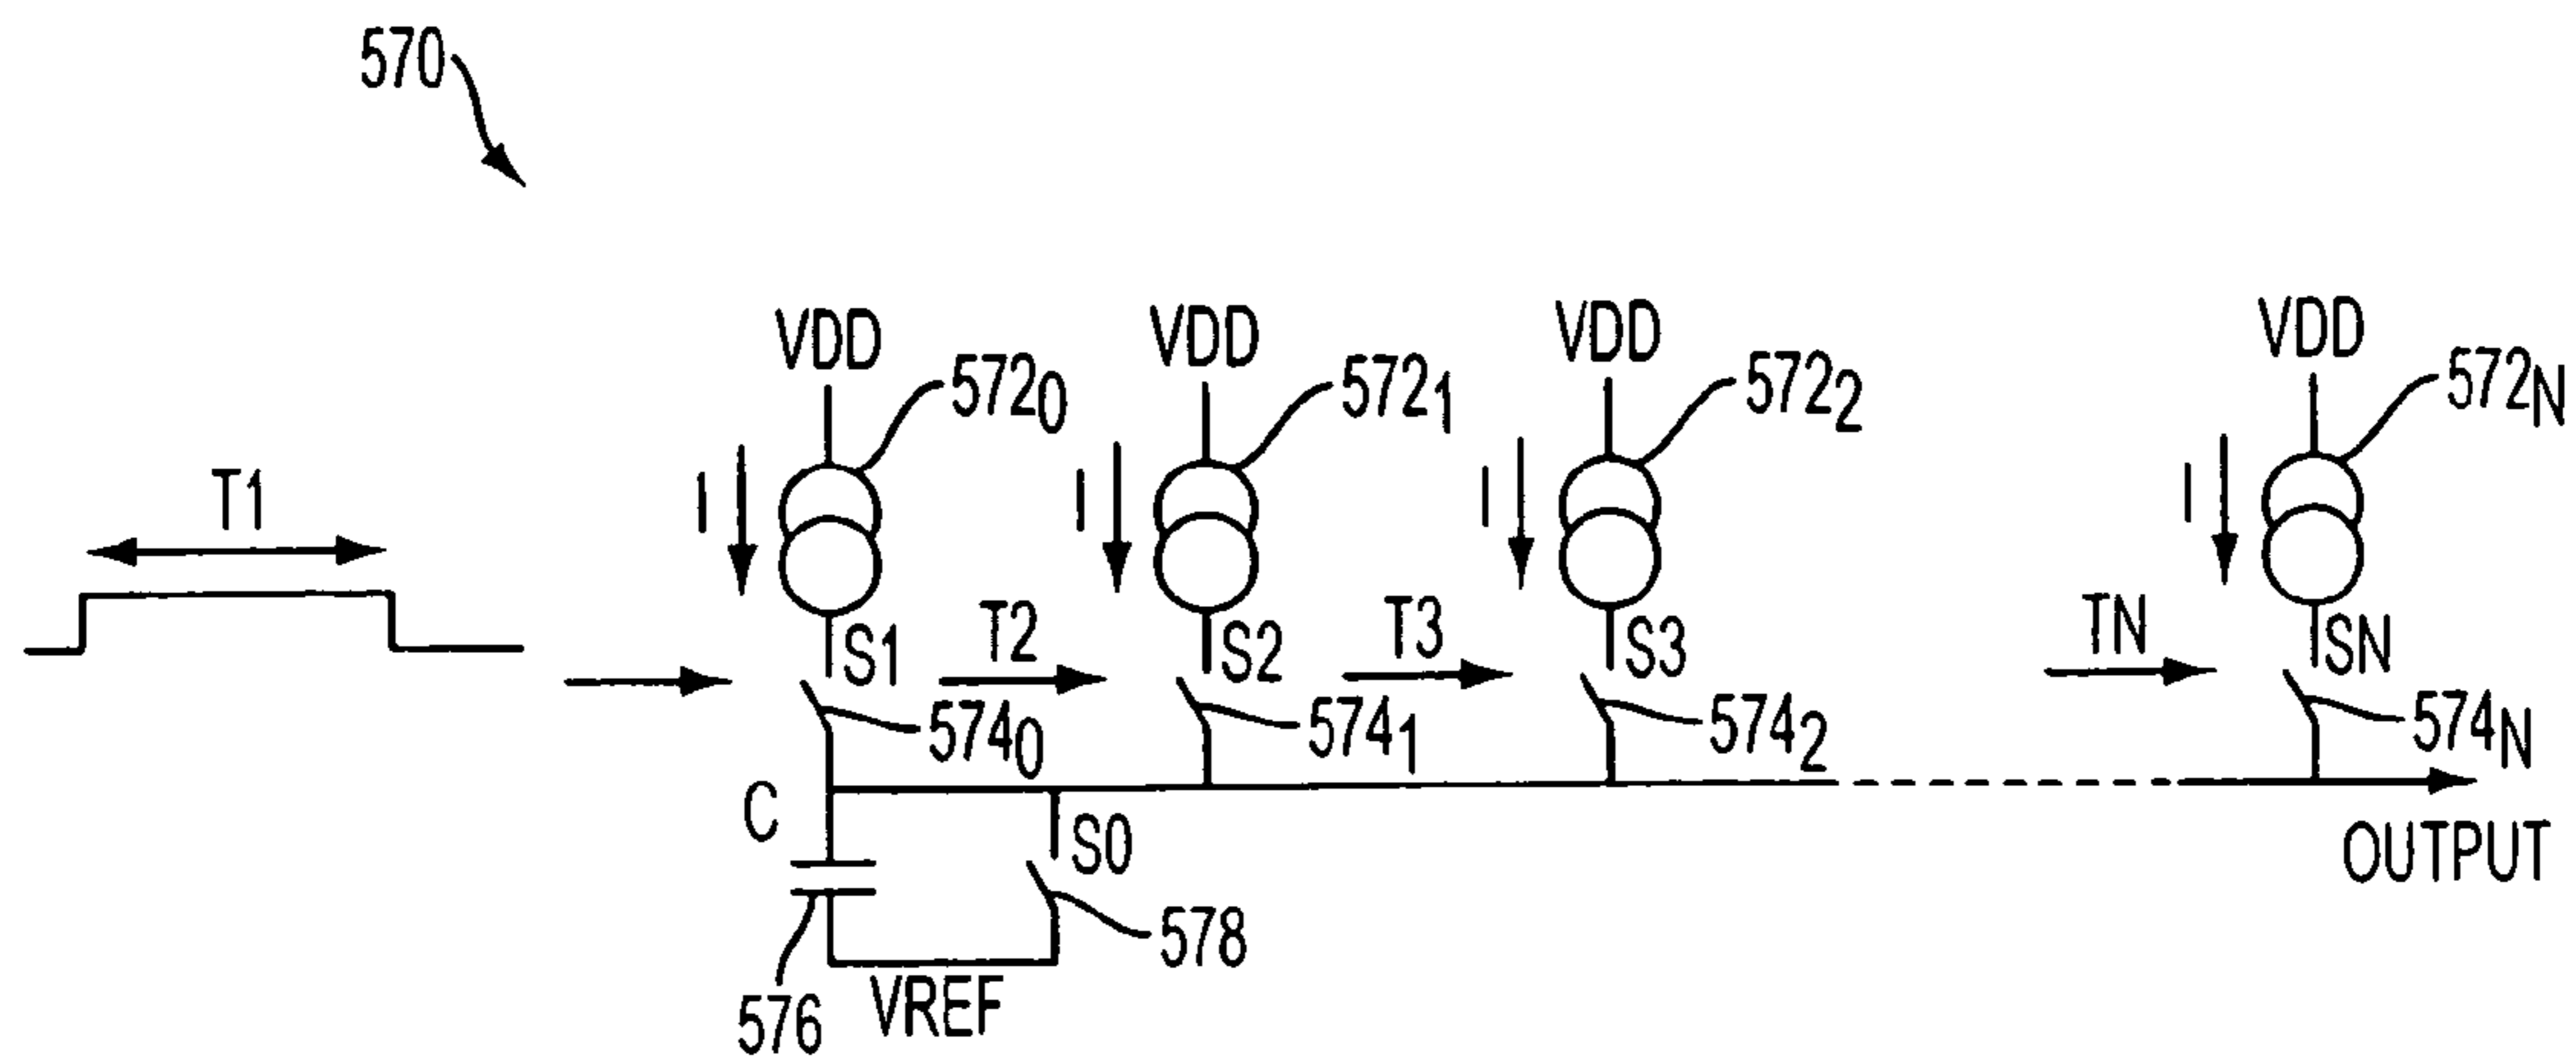 570
VDD VDD VDD VDD
572₀ 572₁ 572₂ 572N
T1 I I I I
T2 T3 TN
S1 S2 S3 SN
574₀ 574₁ 574₂ 574N
C S0 OUTPUT
578
576 VREF